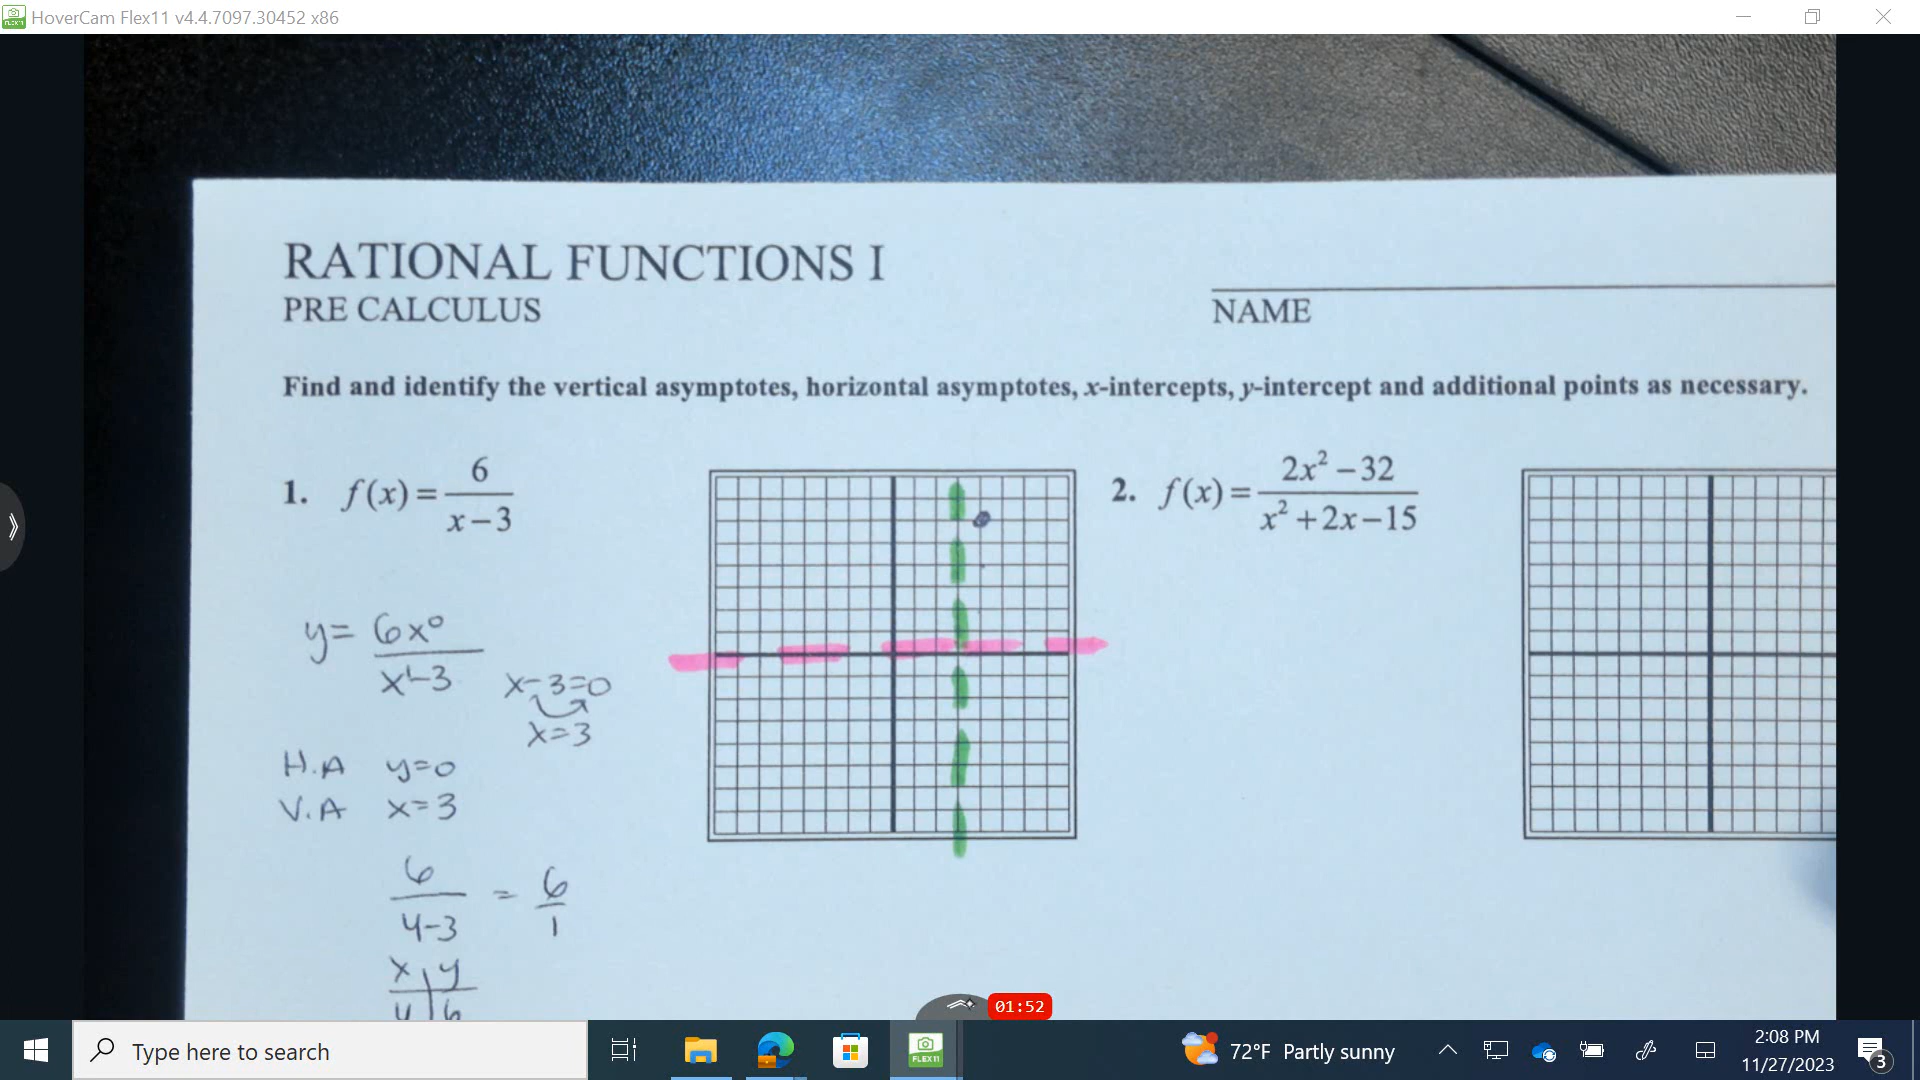 HoverCam Flex11 v4.4.7097.30452 x86
RATIONAL FUNCTIONS I
PRE CALCULUS
NAME
Find and identify the vertical asymptotes, horizontal asymptotes, x-intercepts, y-intercept and additional points as necessary.
1. f(x) = 6 / (x − 3)
2. f(x) = (2x² − 32) / (x² + 2x − 15)
y = 6x⁰ / (x¹ − 3)
x − 3 = 0
x = 3
H.A y = 0
V.A x = 3
6 / (4 − 3) = 6 / 1
x y
4 6
01:52
Type here to search
FLEX11
72°F Partly sunny
2:08 PM
11/27/2023
3